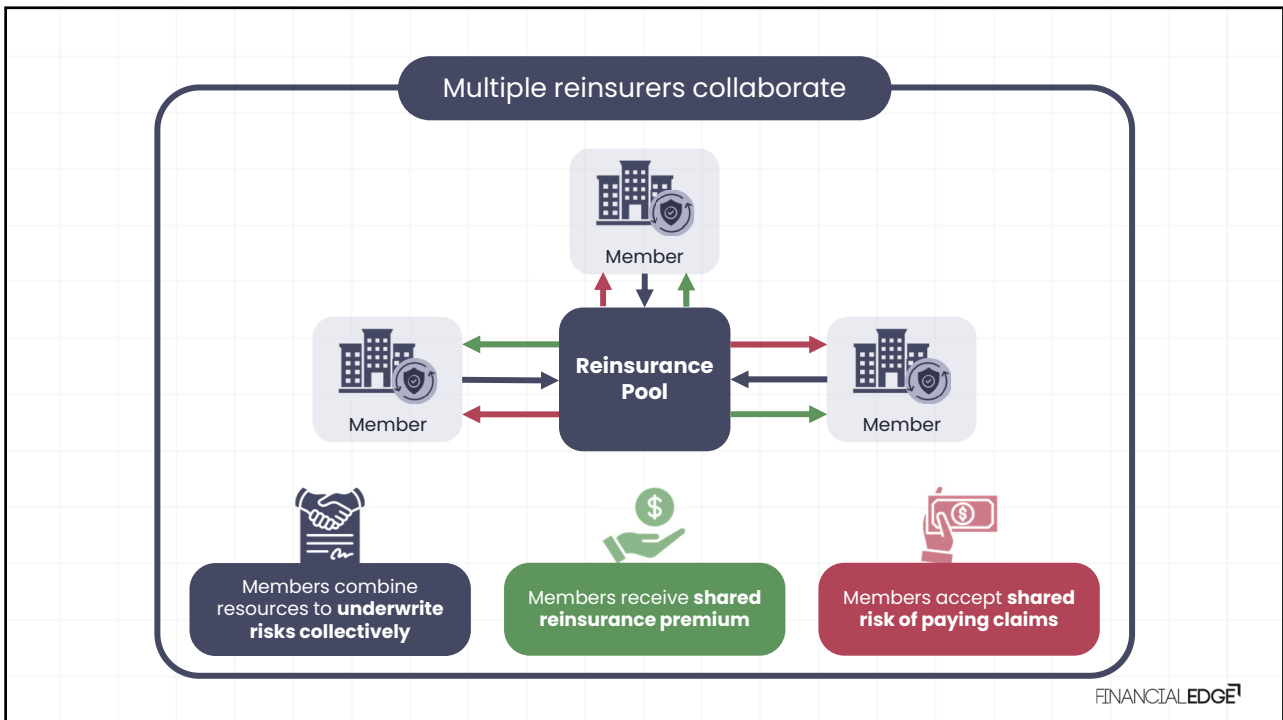 Multiple reinsurers collaborate
Member
Reinsurance
Pool
Member
Member
$
$
Members combine
resources to underwrite
risks collectively
Members receive shared
reinsurance premium
Members accept shared
risk of paying claims
FINANCIALEDGE